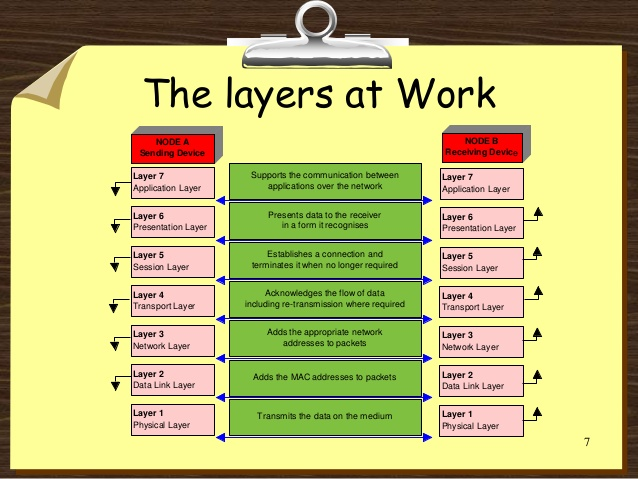 The layers at Work
NODE A
Sending Device
NODE B
Receiving Device
Layer 7
Application Layer
Supports the communication between
applications over the network
Layer 7
Application Layer
Layer 6
Presentation Layer
Presents data to the receiver
in a form it recognises
Layer 6
Presentation Layer
Layer 5
Session Layer
Establishes a connection and
terminates it when no longer required
Layer 5
Session Layer
Layer 4
Transport Layer
Acknowledges the flow of data
including re-transmission where required
Layer 4
Transport Layer
Layer 3
Network Layer
Adds the appropriate network
addresses to packets
Layer 3
Network Layer
Layer 2
Data Link Layer
Adds the MAC addresses to packets
Layer 2
Data Link Layer
Layer 1
Physical Layer
Transmits the data on the medium
Layer 1
Physical Layer
7